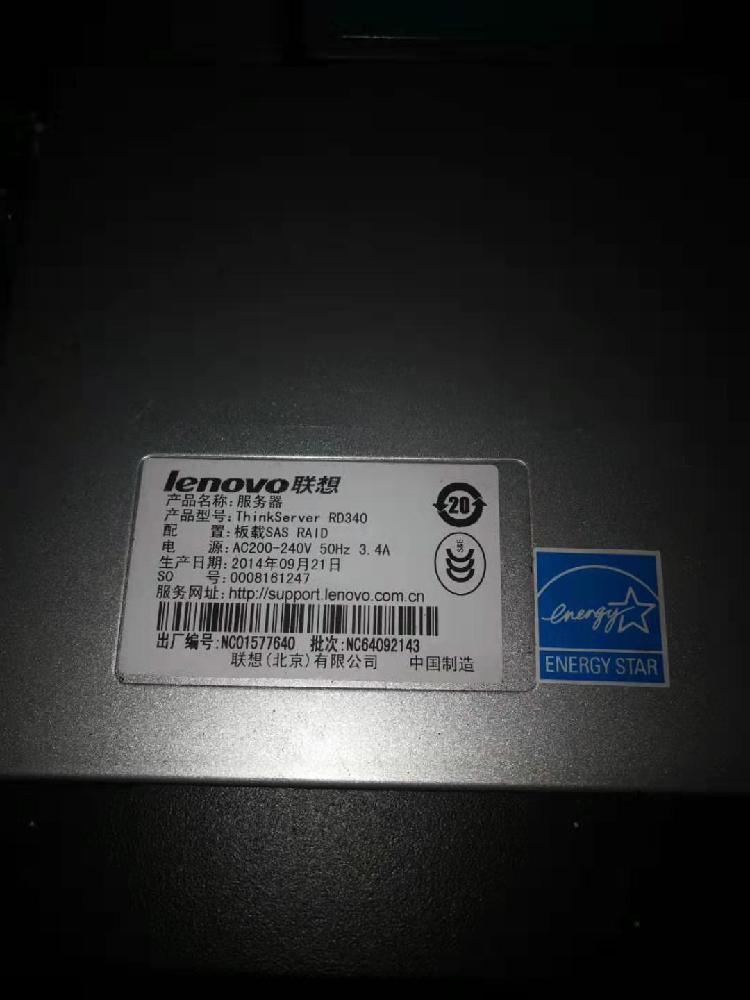 lenovo联想
产品名称:服务器
产品型号:ThinkServer RD340
配 置:板载SAS RAID
电 源:AC200-240V 50Hz 3.4A
生产日期:2014年09月21日
SO 号:0008161247
服务网址:http://support.lenovo.com.cn
出厂编号:NC01577640 批次:NC64092143
联想(北京)有限公司 中国制造
20
S&E
energy
ENERGY STAR